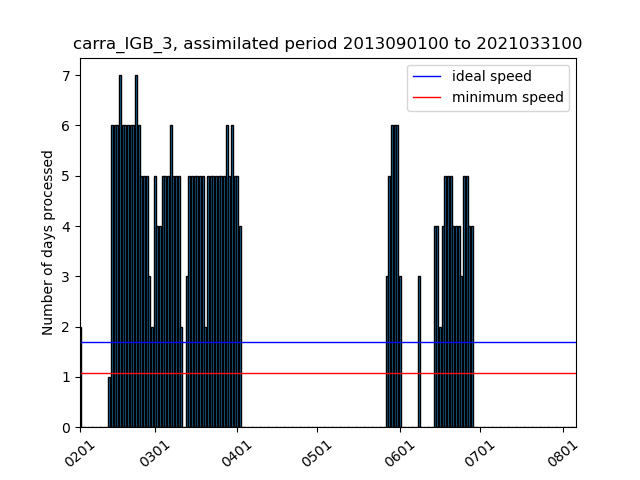 carra_IGB_3, assimilated period 2013090100 to 2021033100
ideal speed
minimum speed
Number of days processed
7
6
5
4
3
2
1
0
0201 0301 0401 0501 0601 0701 0801